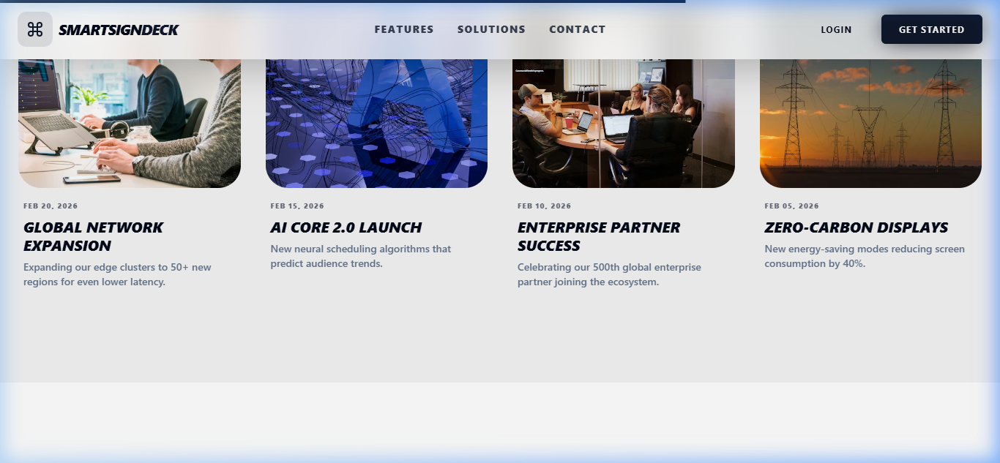 SMARTSIGNDECK
FEATURES SOLUTIONS CONTACT
LOGIN
GET STARTED
FEB 20, 2026
GLOBAL NETWORK
EXPANSION
Expanding our edge clusters to 50+ new
regions for even lower latency.
FEB 15, 2026
AI CORE 2.0 LAUNCH
New neural scheduling algorithms that
predict audience trends.
FEB 10, 2026
ENTERPRISE PARTNER
SUCCESS
Celebrating our 500th global enterprise
partner joining the ecosystem.
FEB 05, 2026
ZERO-CARBON DISPLAYS
New energy-saving modes reducing screen
consumption by 40%.